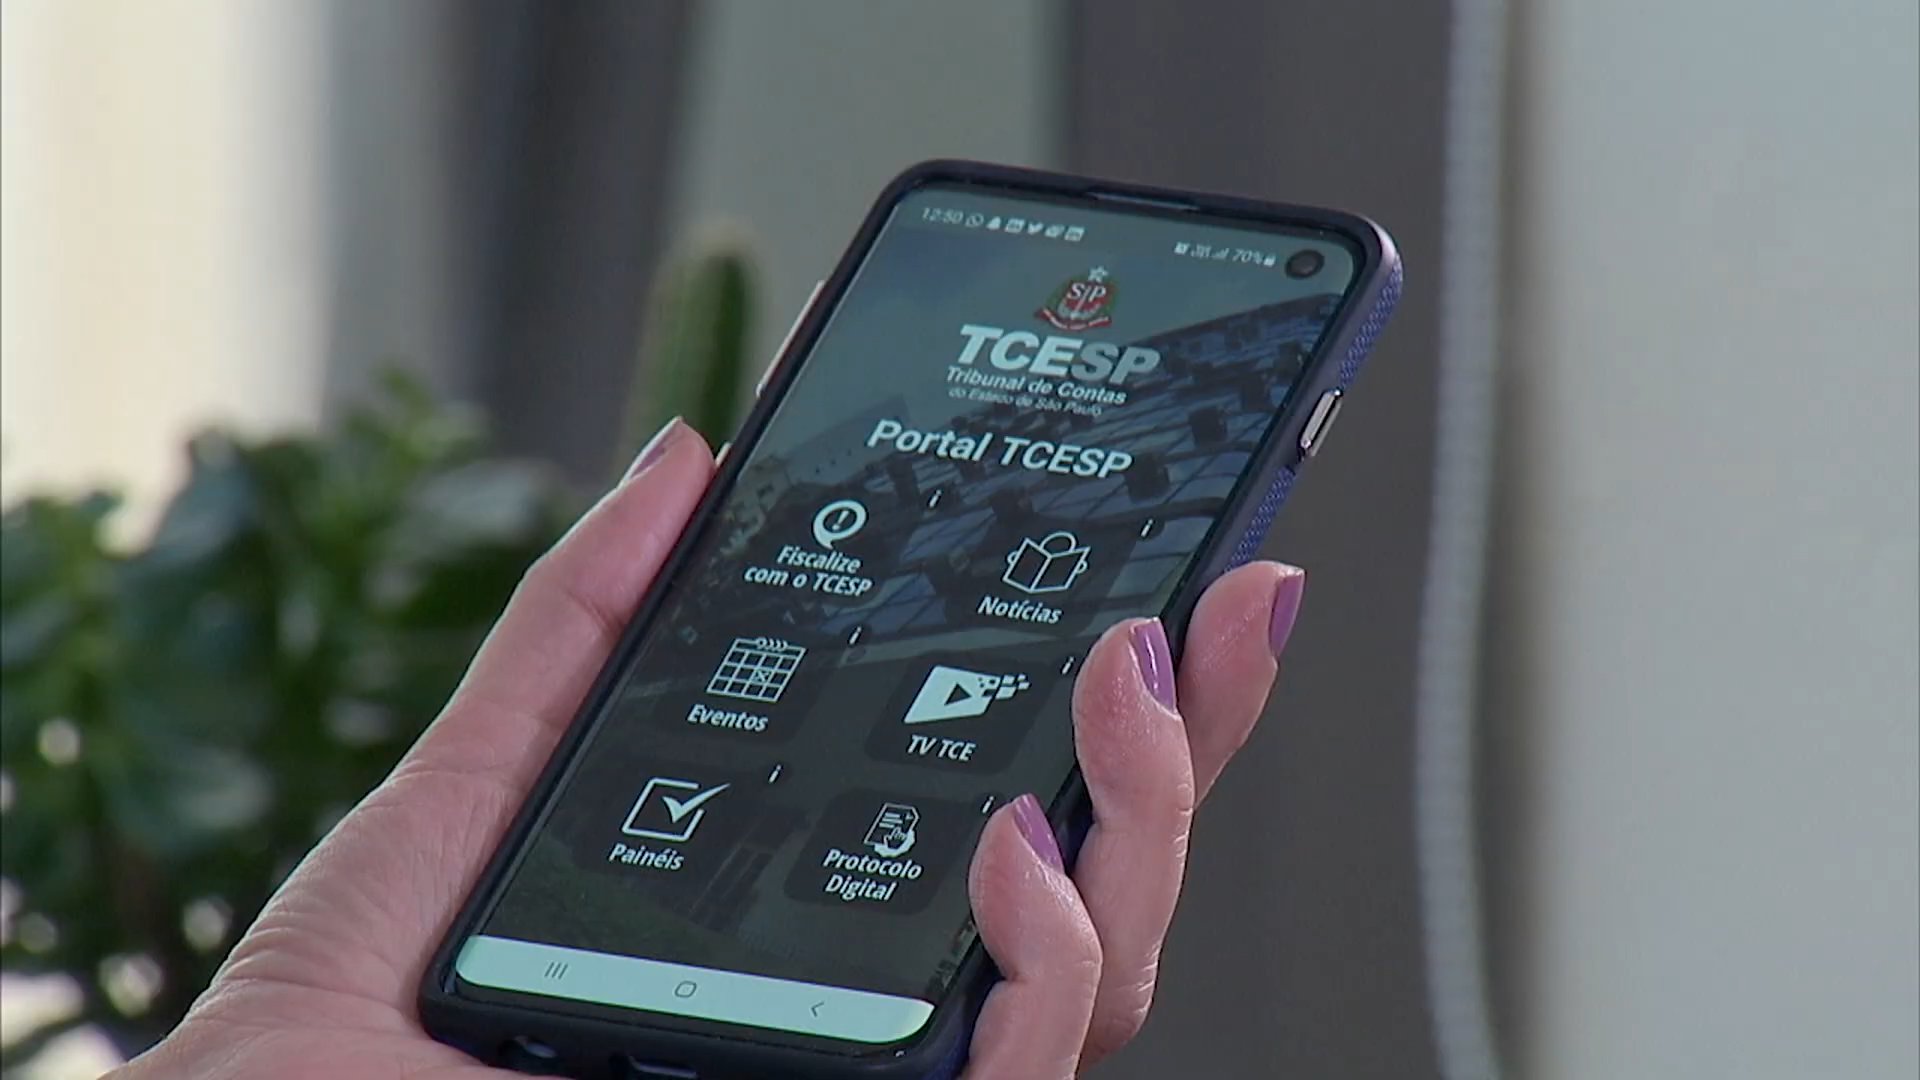 12:50
70%
SP
TCESP
Tribunal de Contas
do Estado de São Paulo
Portal TCESP
i
Fiscalize
com o TCESP
i
Notícias
i
Eventos
i
TV TCE
i
Painéis
i
Protocolo
Digital